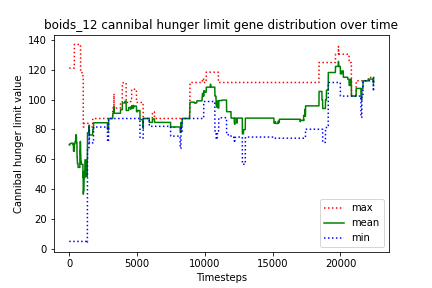 boids_12 cannibal hunger limit gene distribution over time
Cannibal hunger limit value
140
120
100
80
60
40
20
0
0
5000
10000
15000
20000
Timesteps
max
mean
min